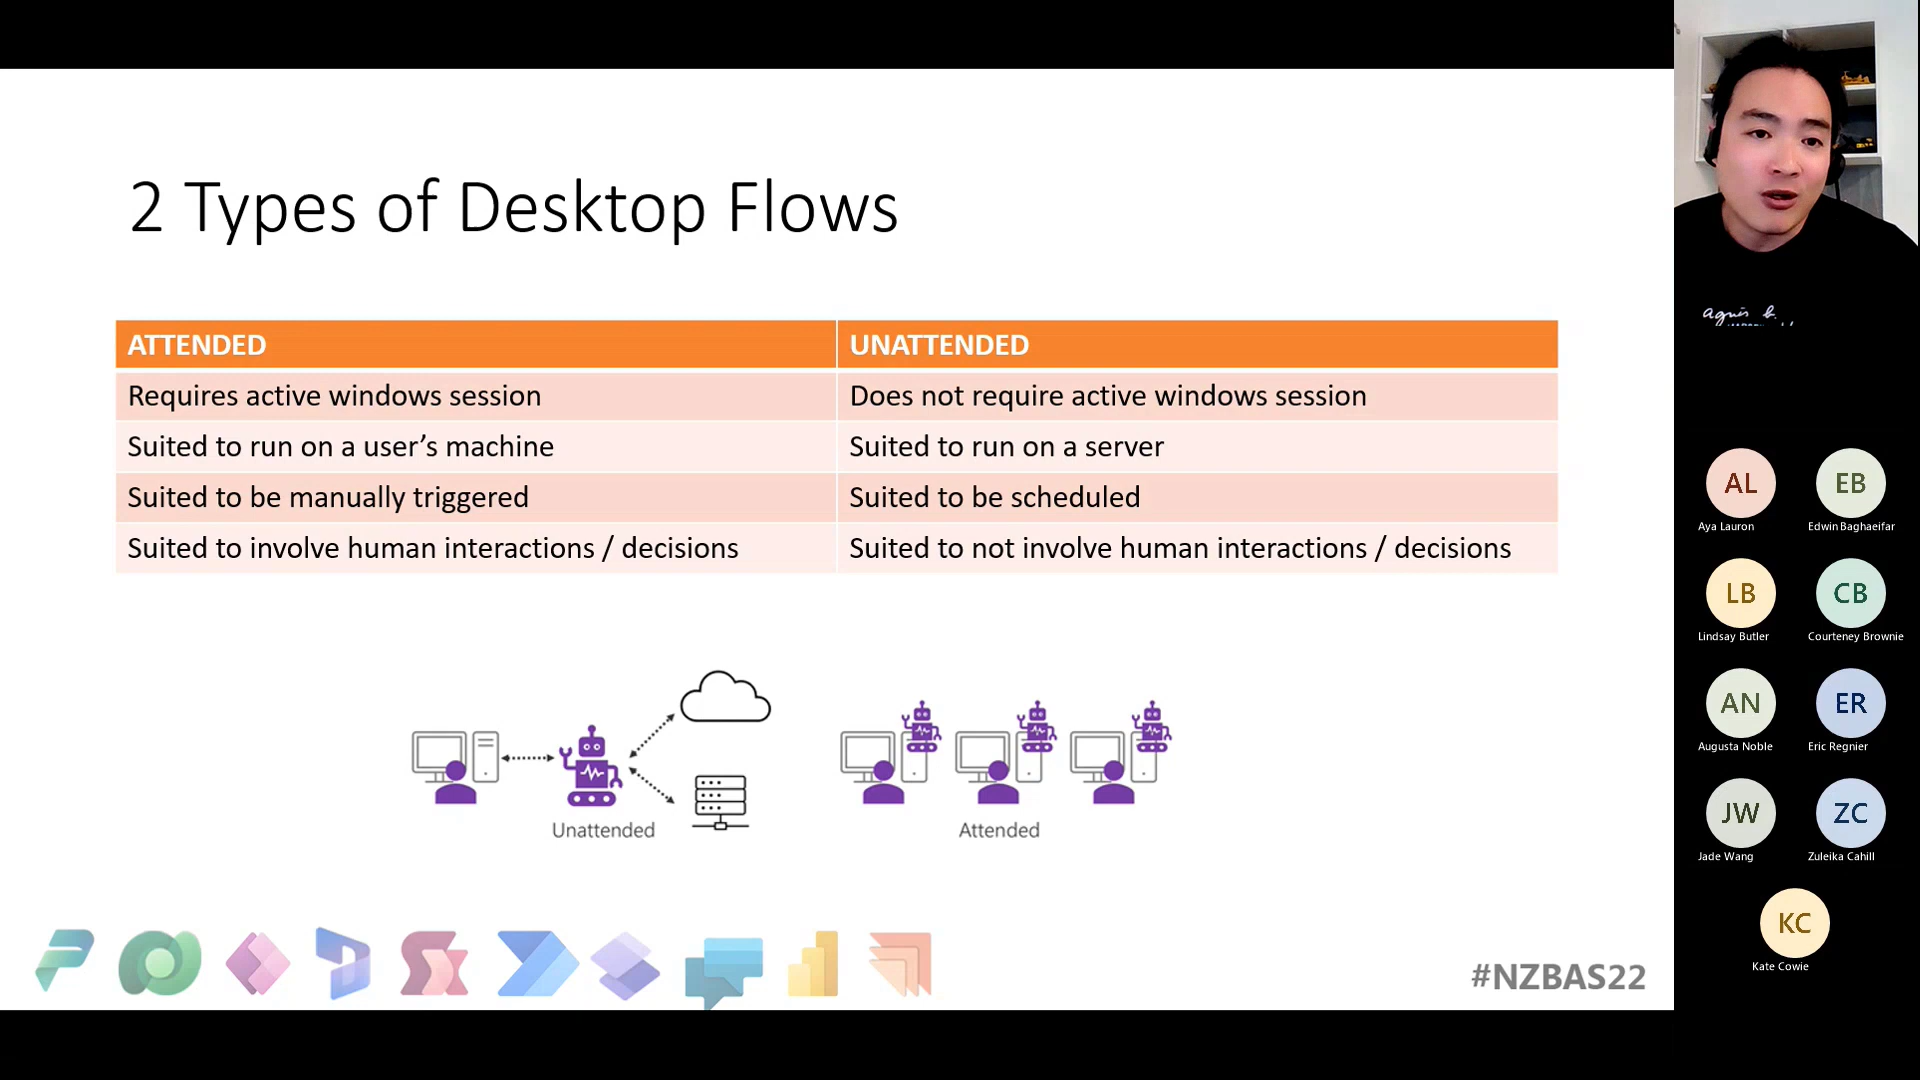 2 Types of Desktop Flows
ATTENDED
UNATTENDED
Requires active windows session
Does not require active windows session
Suited to run on a user's machine
Suited to run on a server
Suited to be manually triggered
Suited to be scheduled
Suited to involve human interactions / decisions
Suited to not involve human interactions / decisions
Unattended
Attended
#NZBAS22
agnès b.
AL
Aya Lauron
EB
Edwin Baghaeifar
LB
Lindsay Butler
CB
Courteney Brownie
AN
Augusta Noble
ER
Eric Regnier
JW
Jade Wang
ZC
Zuleika Cahill
KC
Kate Cowie